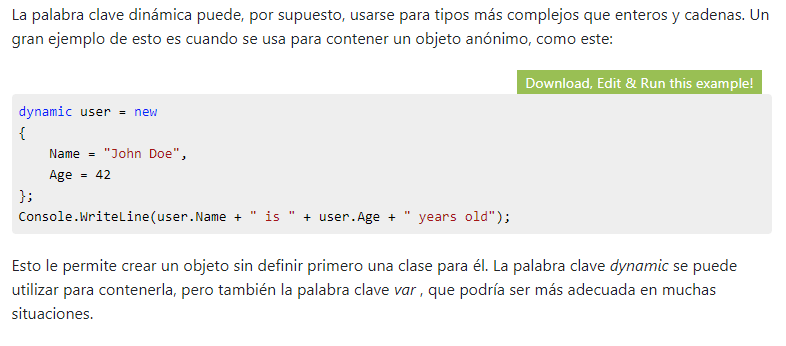 La palabra clave dinámica puede, por supuesto, usarse para tipos más complejos que enteros y cadenas. Un
gran ejemplo de esto es cuando se usa para contener un objeto anónimo, como este:
Download, Edit & Run this example!
dynamic user = new
{
    Name = "John Doe",
    Age = 42
};
Console.WriteLine(user.Name + " is " + user.Age + " years old");
Esto le permite crear un objeto sin definir primero una clase para él. La palabra clave dynamic se puede
utilizar para contenerla, pero también la palabra clave var , que podría ser más adecuada en muchas
situaciones.